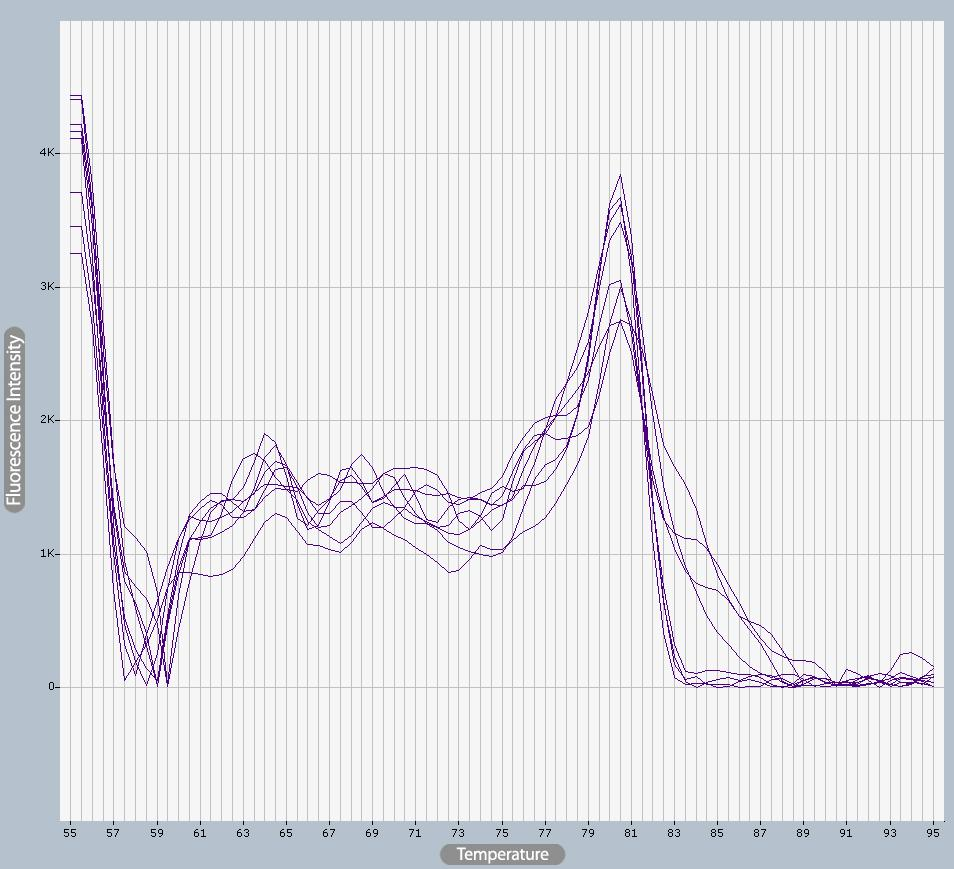 4K
3K
2K
1K
0
Fluorescence Intensity
55 57 59 61 63 65 67 69 71 73 75 77 79 81 83 85 87 89 91 93 95
Temperature